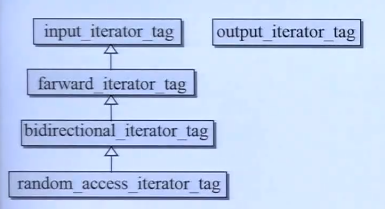 input_iterator_tag
output_iterator_tag
farward_iterator_tag
bidirectional_iterator_tag
random_access_iterator_tag